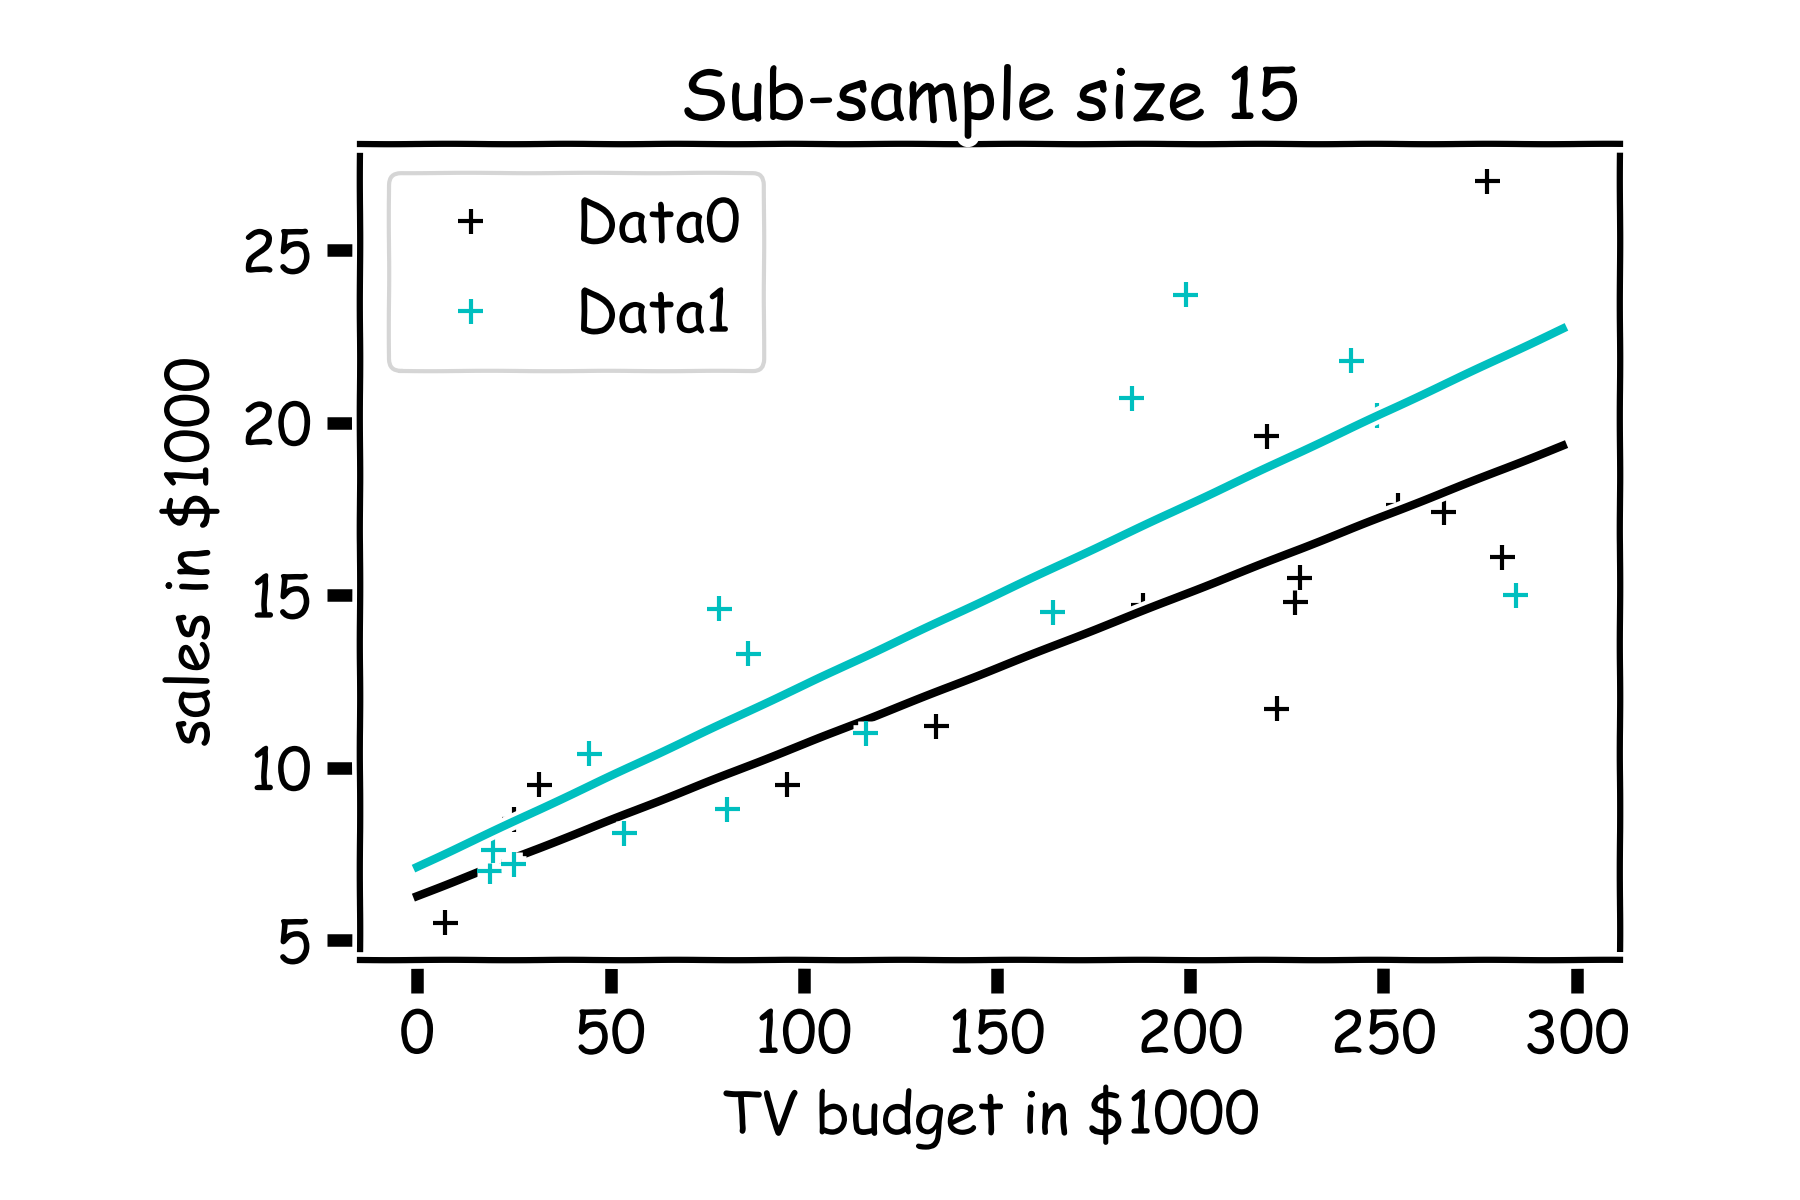 Sub-sample size 15
Data0
Data1
25
20
15
10
5
sales in $1000
0 50 100 150 200 250 300
TV budget in $1000